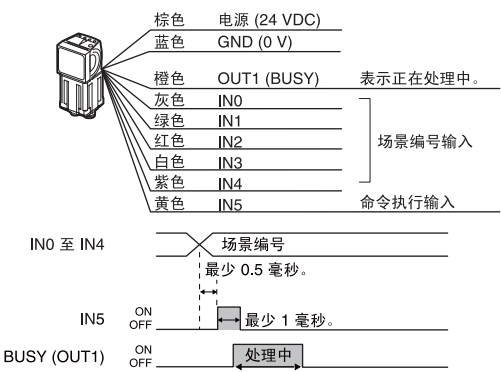 棕色 电源 (24 VDC)
蓝色 GND (0 V)
橙色 OUT1 (BUSY) 表示正在处理中。
灰色 IN0
绿色 IN1
红色 IN2 场景编号输入
白色 IN3
紫色 IN4
黄色 IN5 命令执行输入
IN0 至 IN4 场景编号
最少 0.5 毫秒。
IN5 ON OFF 最少 1 毫秒。
BUSY (OUT1) ON OFF 处理中